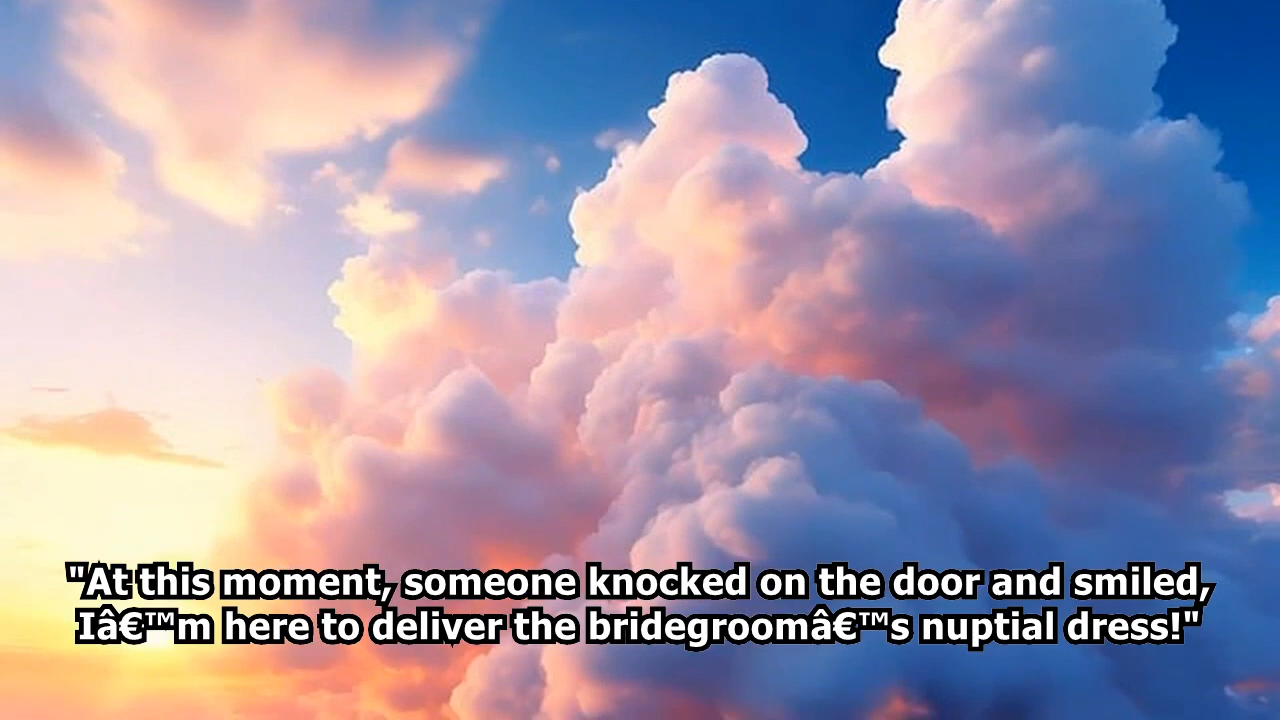 "At this moment, someone knocked on the door and smiled,
Iâ€™m here to deliver the bridegroomâ€™s nuptial dress!"